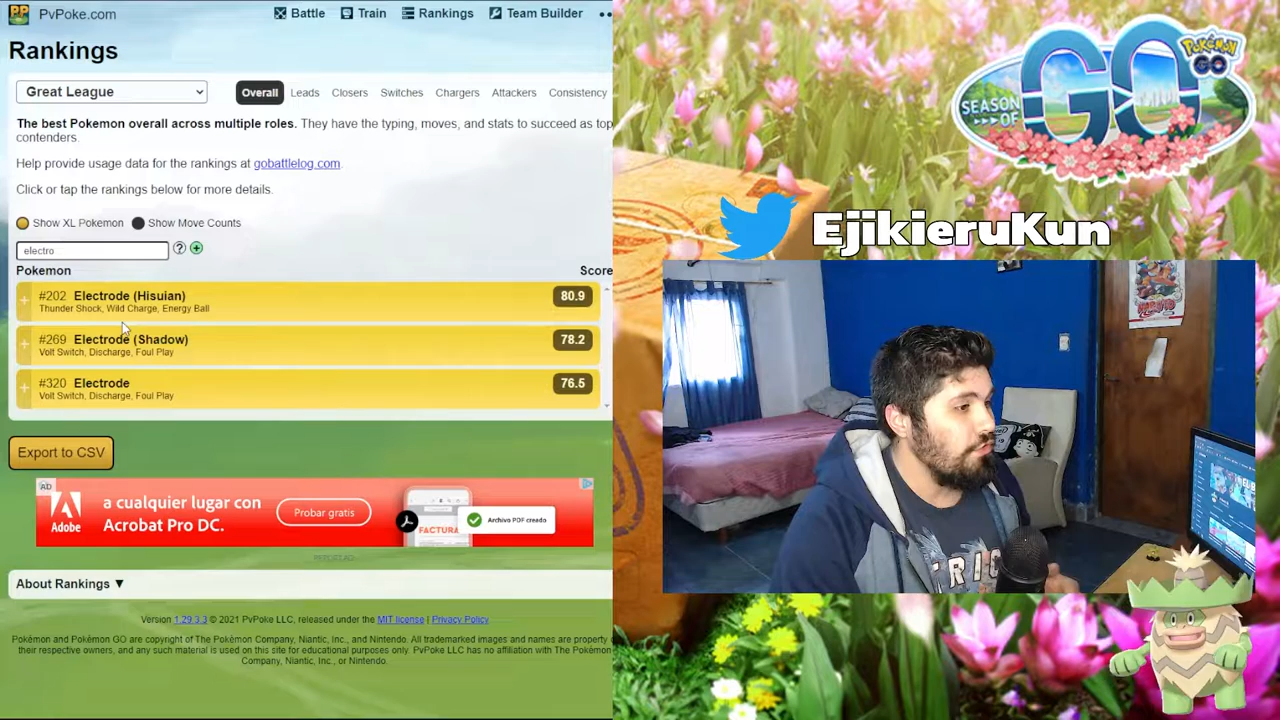 PvPoke.com
Battle
Train
Rankings
Team Builder
Rankings
Great League
Overall
Leads
Closers
Switches
Chargers
Attackers
Consistency
The best Pokemon overall across multiple roles. They have the typing, moves, and stats to succeed as top
contenders.
Help provide usage data for the rankings at gobattlelog.com.
Click or tap the rankings below for more details.
Show XL Pokemon
Show Move Counts
electro
?
Pokemon
Score
#202 Electrode (Hisuian)
80.9
Thunder Shock, Wild Charge, Energy Ball
#269 Electrode (Shadow)
78.2
Volt Switch, Discharge, Foul Play
#320 Electrode
76.5
Volt Switch, Discharge, Foul Play
Export to CSV
AD
Adobe
a cualquier lugar con
Acrobat Pro DC.
Probar gratis
FACTURA
Archivo PDF creado
REPORT AD
About Rankings ▼
Version 1.29.3.3 © 2021 PvPoke LLC, released under the MIT license | Privacy Policy
Pokémon and Pokémon GO are copyright of The Pokémon Company, Niantic, Inc., and Nintendo. All trademarked images and names are property
their respective owners, and any such material is used on this site for educational purposes only. PvPoke LLC has no affiliation with The Pokémon
Company, Niantic, Inc., or Nintendo.
SEASON
OF
GO
POKÉMON
GO
EjikieruKun